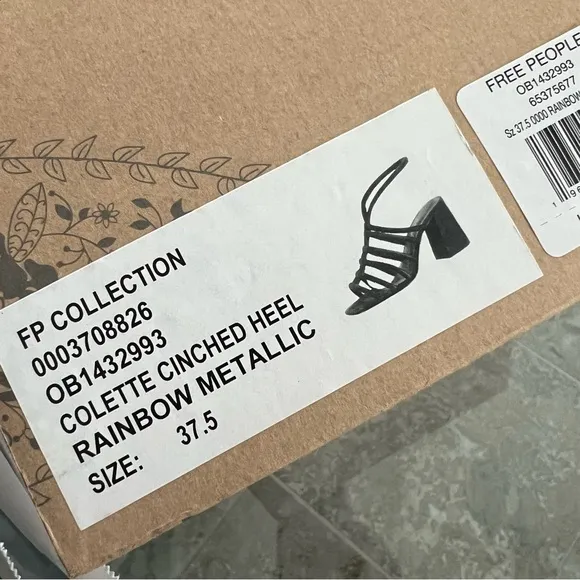 FP COLLECTION
0003708826
OB1432993
COLETTE CINCHED HEEL
RAINBOW METALLIC
SIZE: 37.5
FREE PEOPLE
OB1432993
65375677
Sz 37.5 0000 RAINBOW